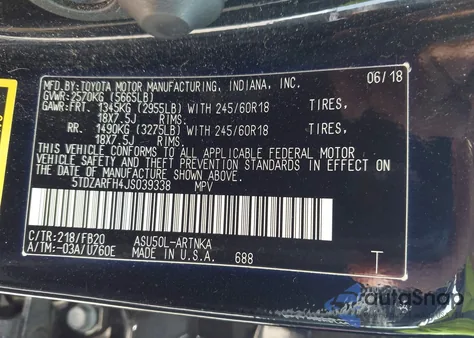 MFD.BY:TOYOTA MOTOR MANUFACTURING, INDIANA, INC. 06/18
GVWR:2570KG (5665LB)
GAWR:FRT. 1345KG (2955LB) WITH 245/60R18 TIRES,
18X7.5J RIMS.
RR. 1490KG (3275LB) WITH 245/60R18 TIRES,
18X7.5J RIMS.
THIS VEHICLE CONFORMS TO ALL APPLICABLE FEDERAL MOTOR
VEHICLE SAFETY AND THEFT PREVENTION STANDARDS IN EFFECT
ON THE DATE OF MANUFACTURE SHOWN ABOVE.
5TDZARFH4JS039338 MPV
C/TR:218/FB20 ASU50L-ARTNKA
A/TM:-03A/U760E MADE IN U.S.A. 688 T
autoSnap